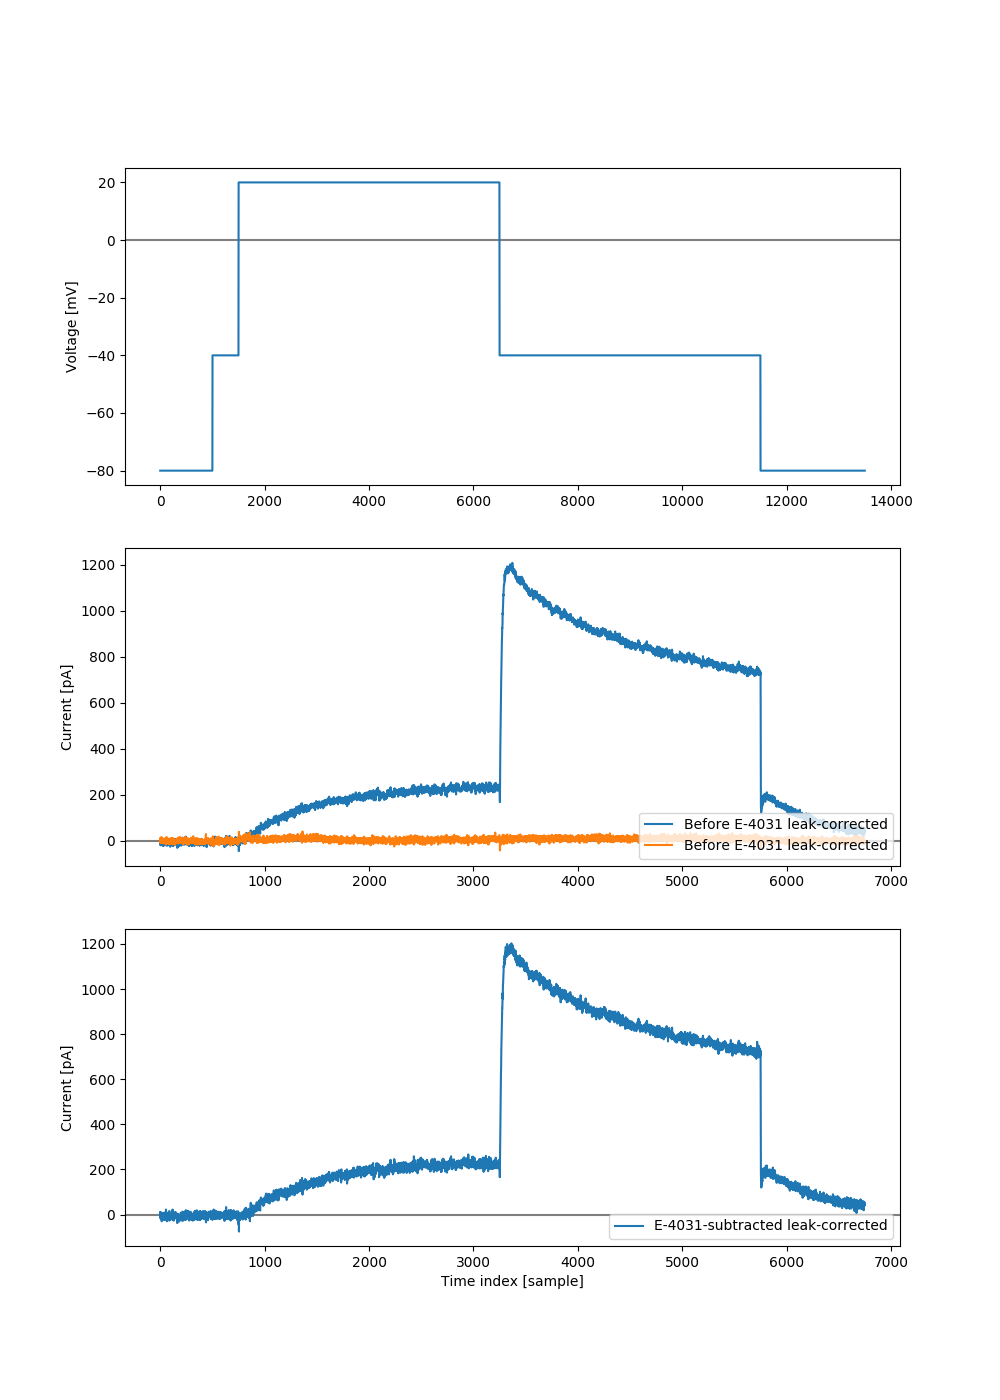 20
0
−20
−40
−60
−80
Voltage [mV]
0 2000 4000 6000 8000 10000 12000 14000
1200
1000
800
600
400
200
0
Current [pA]
Before E-4031 leak-corrected
Before E-4031 leak-corrected
0 1000 2000 3000 4000 5000 6000 7000
1200
1000
800
600
400
200
0
Current [pA]
E-4031-subtracted leak-corrected
0 1000 2000 3000 4000 5000 6000 7000
Time index [sample]